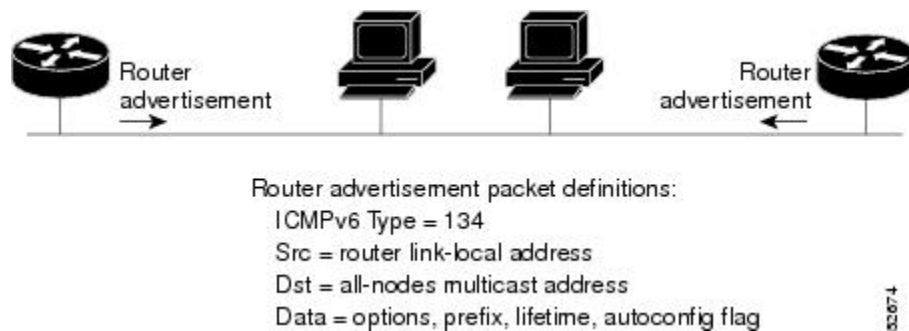 Router
advertisement
Router
advertisement
Router advertisement packet definitions:
ICMPv6 Type = 134
Src = router link-local address
Dst = all-nodes multicast address
Data = options, prefix, lifetime, autoconfig flag
52674